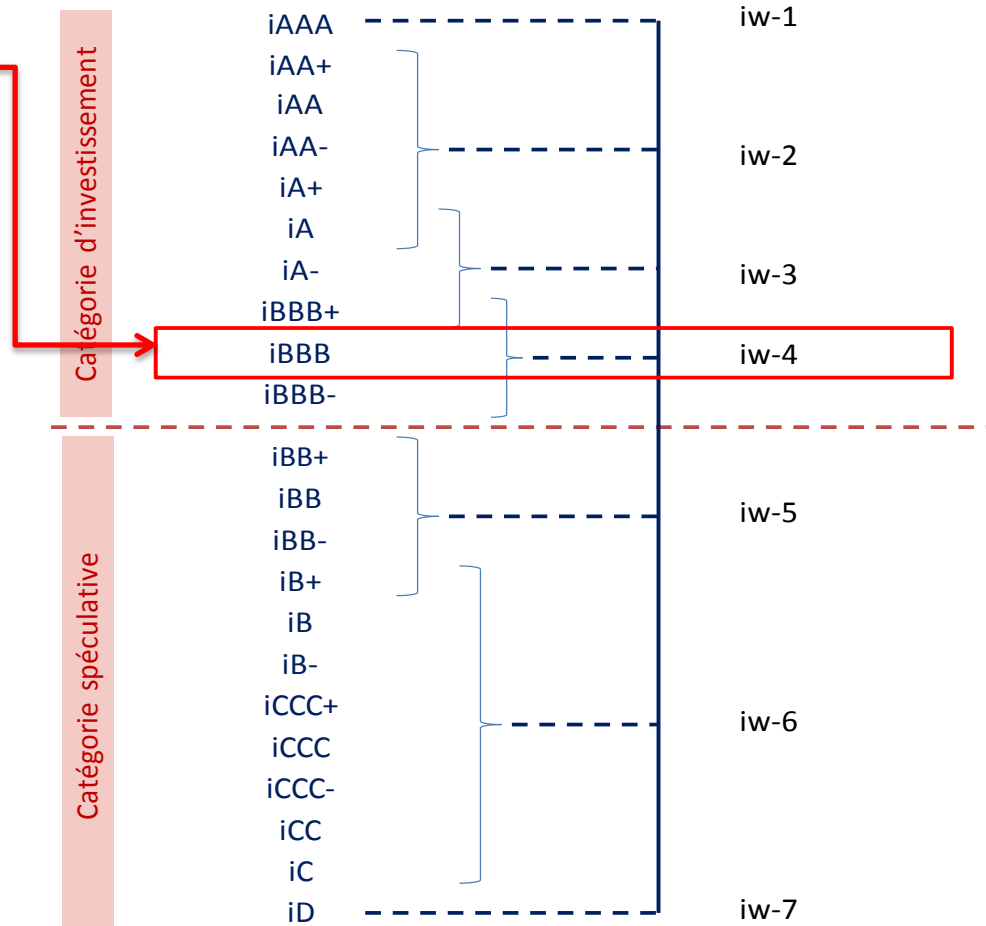 Catégorie d’investissement
iAAA iw-1
iAA+
iAA
iAA- iw-2
iA+
iA
iA- iw-3
iBBB+
iBBB iw-4
iBBB-
Catégorie spéculative
iBB+
iBB iw-5
iBB-
iB+
iB
iB-
iCCC+
iCCC iw-6
iCCC-
iCC
iC
iD iw-7